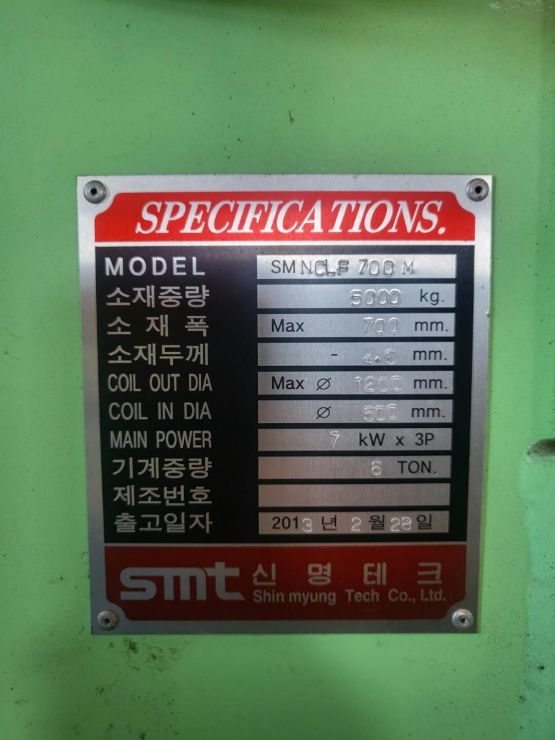 SPECIFICATIONS.
MODEL SMNCLF 700 M
소재중량 5000 kg.
소 재 폭 Max 700 mm.
소재두께 - 4.5 mm.
COIL OUT DIA Max Ø 1200 mm.
COIL IN DIA Ø 500 mm.
MAIN POWER 7 kW x 3P
기계중량 6 TON.
제조번호
출고일자 2013 년 2 월 28 일
smt 신 명 테 크
Shin myung Tech Co., Ltd.